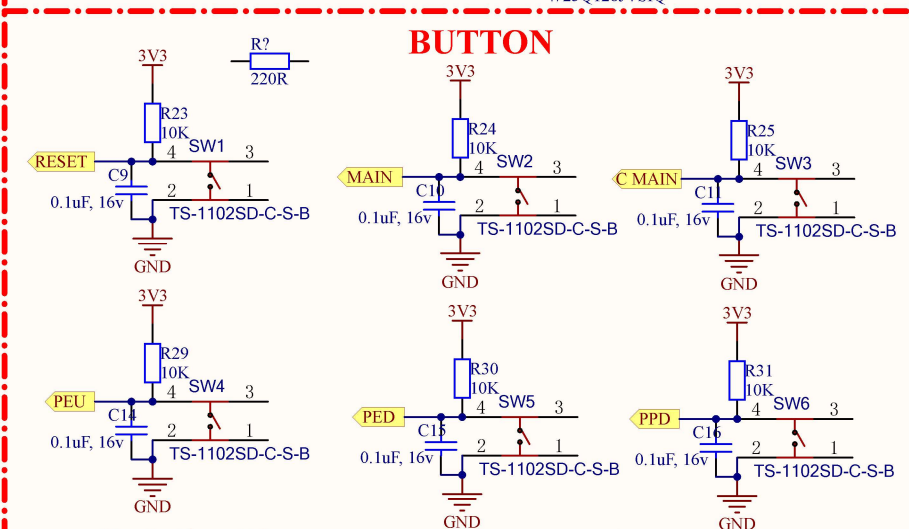 BUTTON
R?
220R
3V3
R23
10K
RESET
4
SW1
3
C9
2
1
0.1uF, 16v
TS-1102SD-C-S-B
GND
3V3
R24
10K
MAIN
4
SW2
3
C10
2
1
0.1uF, 16v
TS-1102SD-C-S-B
GND
3V3
R25
10K
C MAIN
4
SW3
3
C11
2
1
0.1uF, 16v
TS-1102SD-C-S-B
GND
3V3
R29
10K
PEU
4
SW4
3
C14
2
1
0.1uF, 16v
TS-1102SD-C-S-B
GND
3V3
R30
10K
PED
4
SW5
3
C15
2
1
0.1uF, 16v
TS-1102SD-C-S-B
GND
3V3
R31
10K
PPD
4
SW6
3
C16
2
1
0.1uF, 16v
TS-1102SD-C-S-B
GND